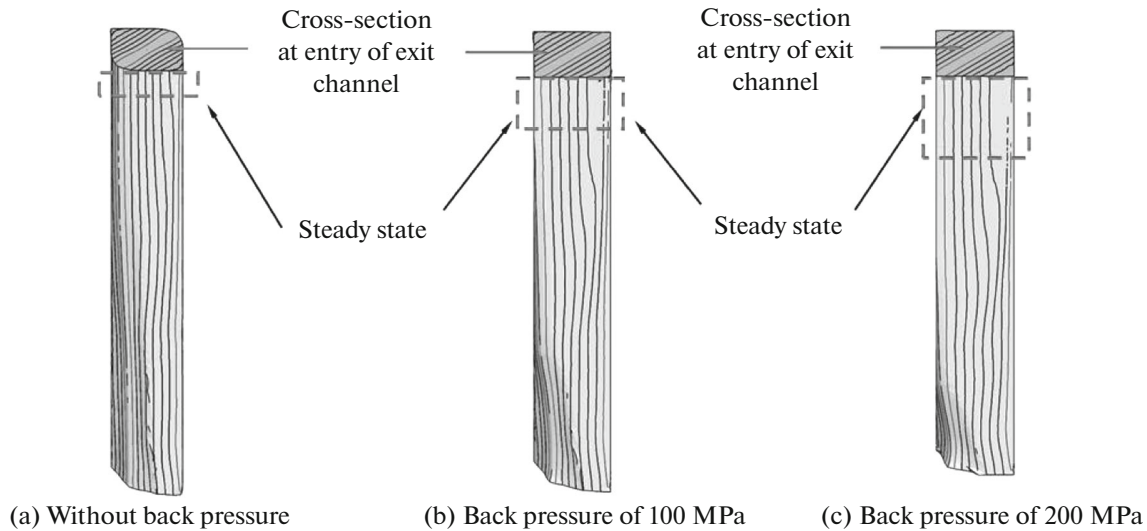 Cross-section
at entry of exit
channel
Cross-section
at entry of exit
channel
Steady state
Steady state
(a) Without back pressure
(b) Back pressure of 100 MPa
(c) Back pressure of 200 MPa